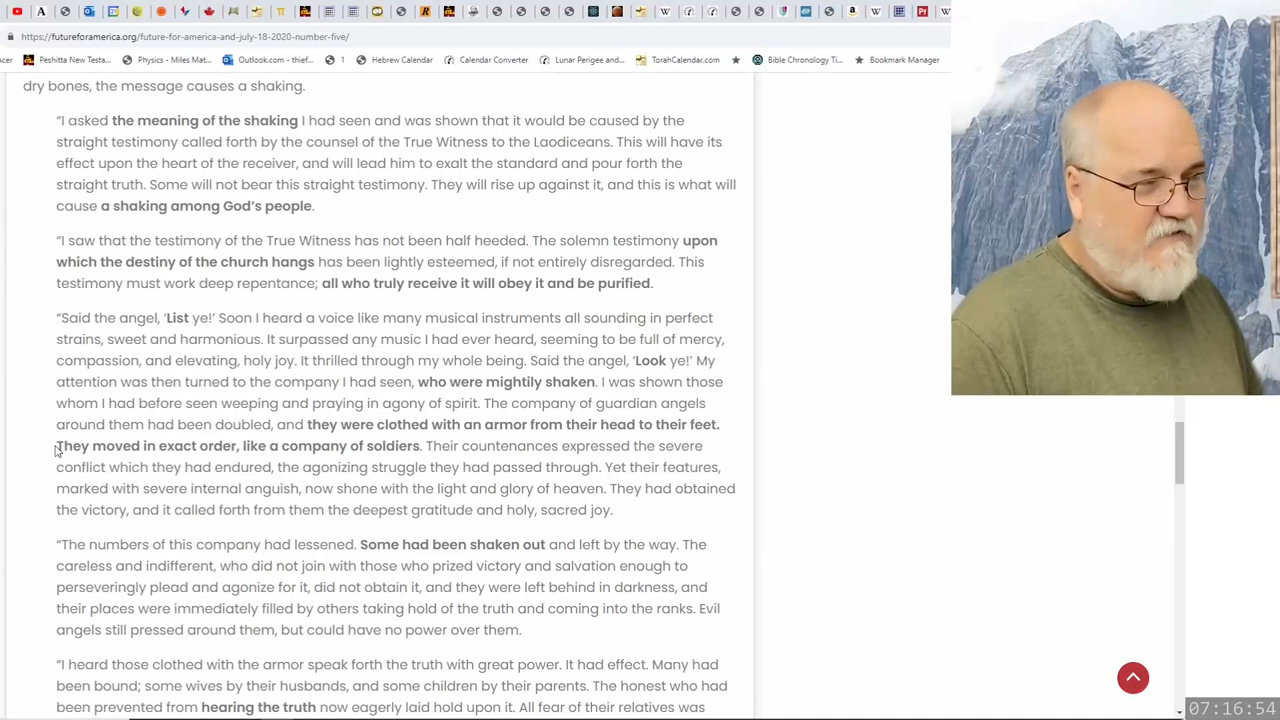 https://futureforamerica.org/future-for-america-and-july-18-2020-number-five/
Peshitta New Testa... Physics - Miles Mat... Outlook.com - thief... 1 Hebrew Calendar Calendar Converter Lunar Perigee and... TorahCalendar.com Bible Chronology Ti... Bookmark Manager
dry bones, the message causes a shaking.
“I asked the meaning of the shaking I had seen and was shown that it would be caused by the
straight testimony called forth by the counsel of the True Witness to the Laodiceans. This will have its
effect upon the heart of the receiver, and will lead him to exalt the standard and pour forth the
straight truth. Some will not bear this straight testimony. They will rise up against it, and this is what will
cause a shaking among God’s people.
“I saw that the testimony of the True Witness has not been half heeded. The solemn testimony upon
which the destiny of the church hangs has been lightly esteemed, if not entirely disregarded. This
testimony must work deep repentance; all who truly receive it will obey it and be purified.
“Said the angel, ‘List ye!’ Soon I heard a voice like many musical instruments all sounding in perfect
strains, sweet and harmonious. It surpassed any music I had ever heard, seeming to be full of mercy,
compassion, and elevating, holy joy. It thrilled through my whole being. Said the angel, ‘Look ye!’ My
attention was then turned to the company I had seen, who were mightily shaken. I was shown those
whom I had before seen weeping and praying in agony of spirit. The company of guardian angels
around them had been doubled, and they were clothed with an armor from their head to their feet.
They moved in exact order, like a company of soldiers. Their countenances expressed the severe
conflict which they had endured, the agonizing struggle they had passed through. Yet their features,
marked with severe internal anguish, now shone with the light and glory of heaven. They had obtained
the victory, and it called forth from them the deepest gratitude and holy, sacred joy.
“The numbers of this company had lessened. Some had been shaken out and left by the way. The
careless and indifferent, who did not join with those who prized victory and salvation enough to
perseveringly plead and agonize for it, did not obtain it, and they were left behind in darkness, and
their places were immediately filled by others taking hold of the truth and coming into the ranks. Evil
angels still pressed around them, but could have no power over them.
“I heard those clothed with the armor speak forth the truth with great power. It had effect. Many had
been bound; some wives by their husbands, and some children by their parents. The honest who had
been prevented from hearing the truth now eagerly laid hold upon it. All fear of their relatives was
07:16:54